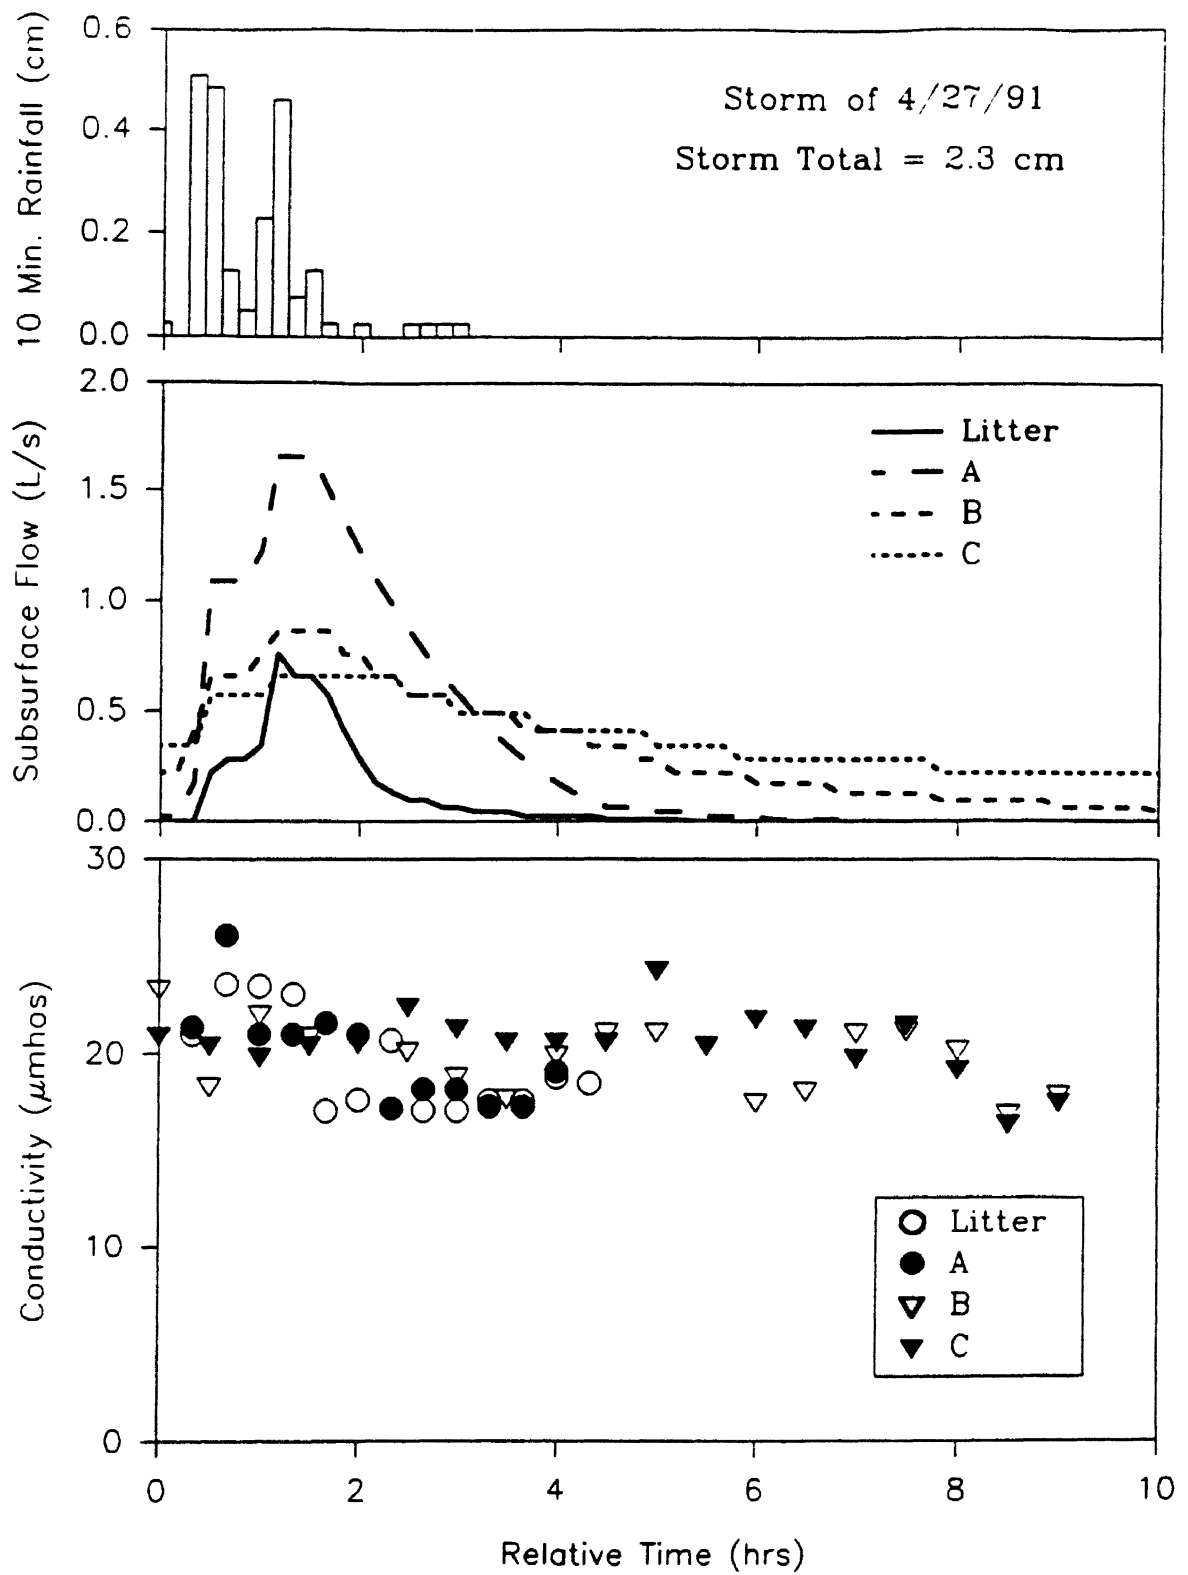 10 Min. Rainfall (cm)
0.6
0.4
0.2
0.0
Storm of 4/27/91
Storm Total = 2.3 cm
Subsurface Flow (L/s)
2.0
1.5
1.0
0.5
0.0
Litter
A
B
C
Conductivity (μmhos)
30
20
10
0
Litter
A
B
C
0 2 4 6 8 10
Relative Time (hrs)